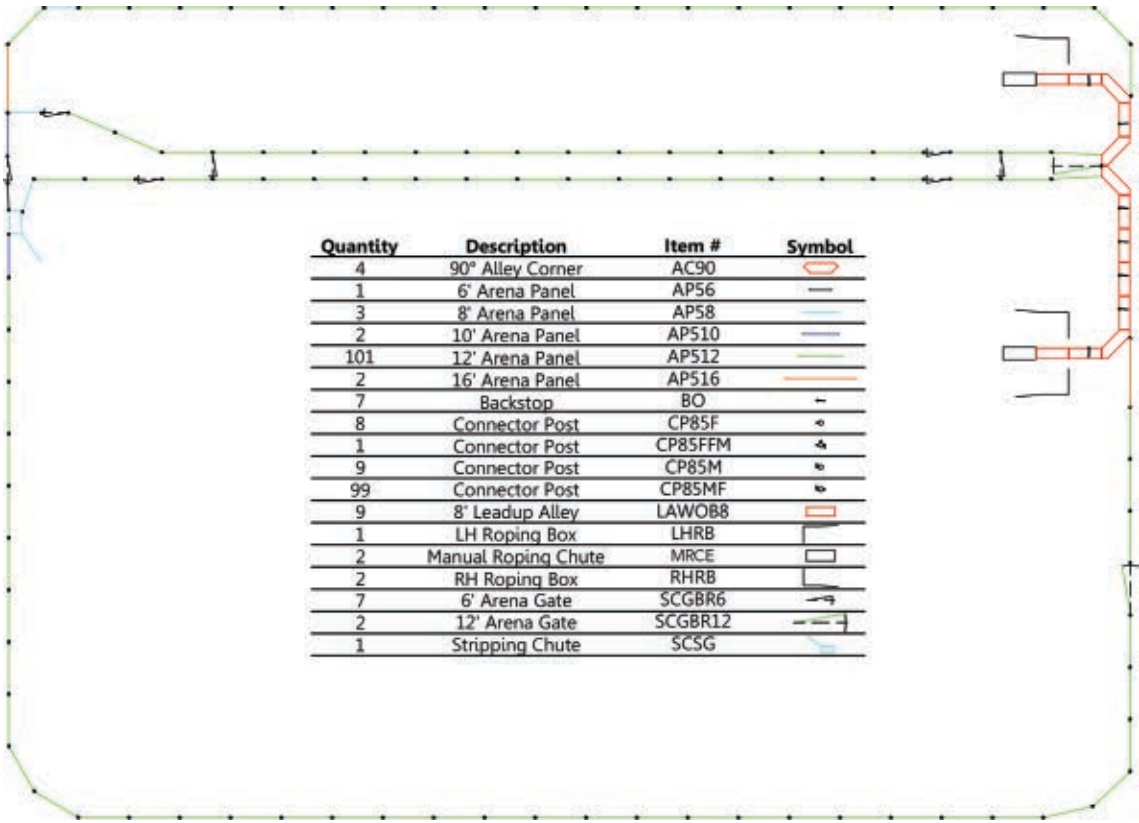 Quantity Description Item # Symbol
4 90° Alley Corner AC90
1 6' Arena Panel AP56
3 8' Arena Panel AP58
2 10' Arena Panel AP510
101 12' Arena Panel AP512
2 16' Arena Panel AP516
7 Backstop BO
8 Connector Post CP85F
1 Connector Post CP85FFM
9 Connector Post CP85M
99 Connector Post CP85MF
9 8' Leadup Alley LAWOB8
1 LH Roping Box LHRB
2 Manual Roping Chute MRCE
2 RH Roping Box RHRB
7 6' Arena Gate SCGBR6
2 12' Arena Gate SCGBR12
1 Stripping Chute SCSG